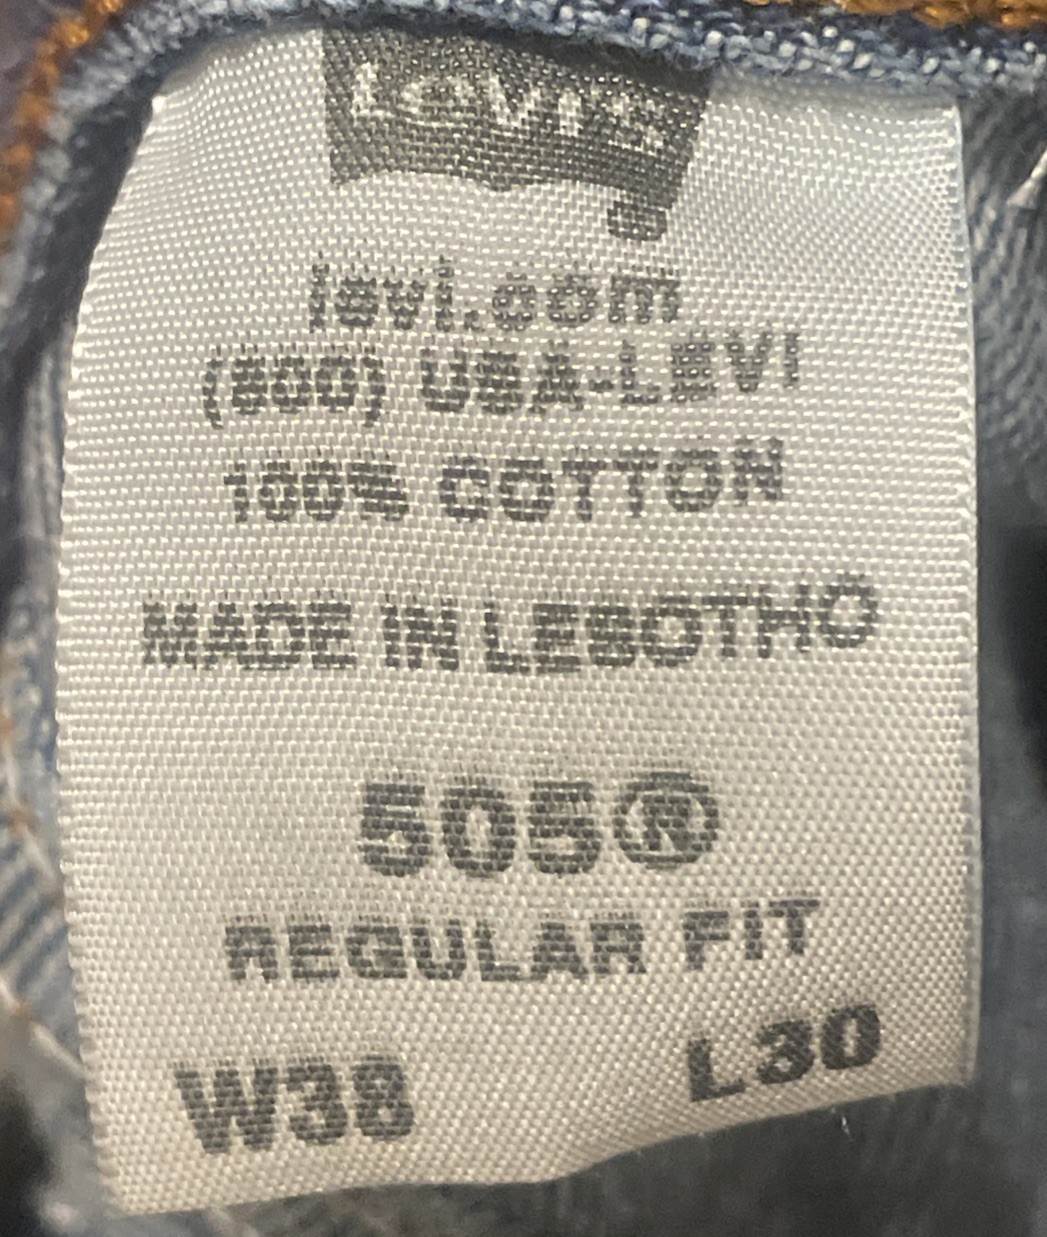 Levi's
levi.com
(800) USA-LEVI
100% COTTON
MADE IN LESOTHO
505®
REGULAR FIT
W38 L30